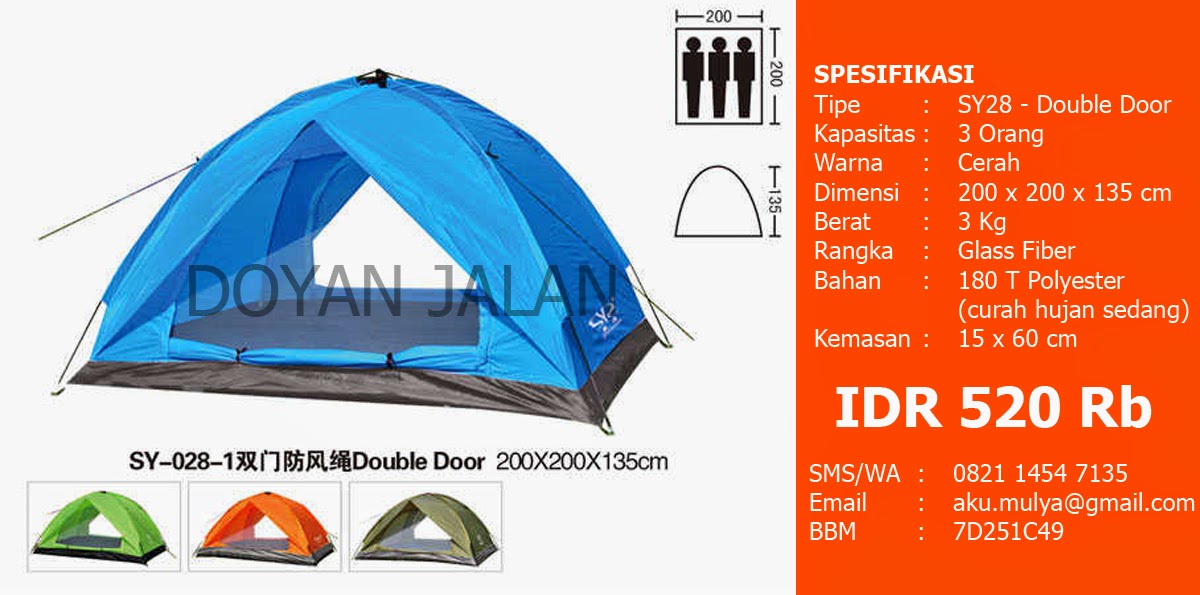 200
200
135
DOYAN JALAN
SY-028-1双门防风绳Double Door 200X200X135cm
SPESIFIKASI
Tipe : SY28 - Double Door
Kapasitas : 3 Orang
Warna : Cerah
Dimensi : 200 x 200 x 135 cm
Berat : 3 Kg
Rangka : Glass Fiber
Bahan : 180 T Polyester
(curah hujan sedang)
Kemasan : 15 x 60 cm
IDR 520 Rb
SMS/WA : 0821 1454 7135
Email : aku.mulya@gmail.com
BBM : 7D251C49